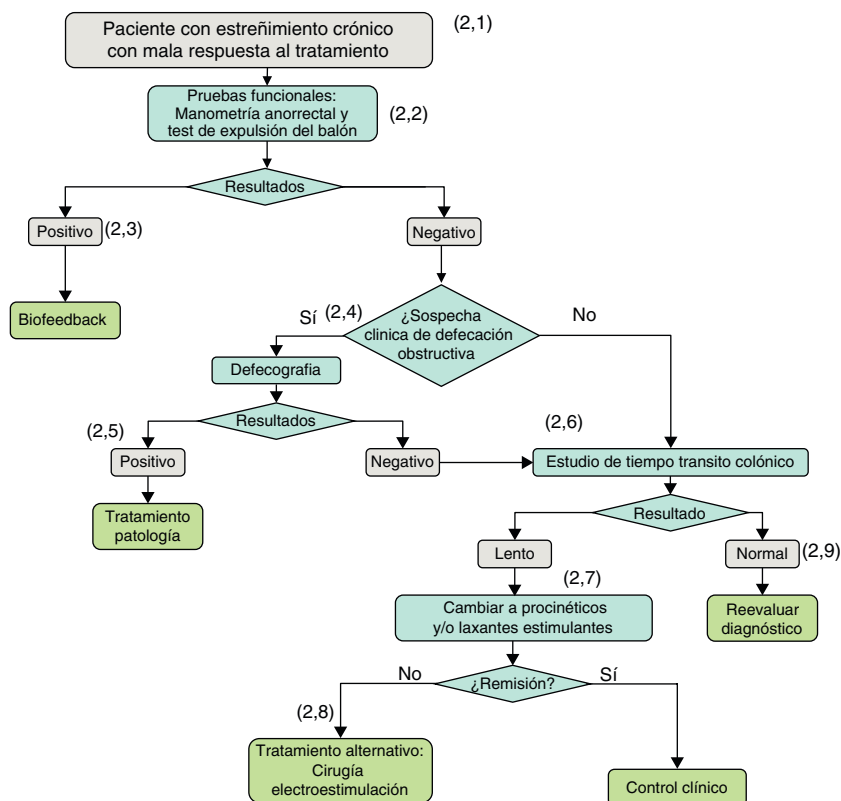 Paciente con estreñimiento crónico
con mala respuesta al tratamiento
(2,1)
Pruebas funcionales:
Manometría anorrectal y
test de expulsión del balón
(2,2)
Resultados
Positivo
(2,3)
Negativo
Biofeedback
Sí
(2,4)
¿Sospecha
clinica de defecación
obstructiva
No
Defecografia
Resultados
(2,5)
(2,6)
Positivo
Negativo
Estudio de tiempo transito colónico
Tratamiento
patología
Resultado
Lento
Normal
(2,9)
(2,7)
Cambiar a procinéticos
y/o laxantes estimulantes
Reevaluar
diagnóstico
No
¿Remisión?
Sí
(2,8)
Tratamiento alternativo:
Cirugía
electroestimulación
Control clínico